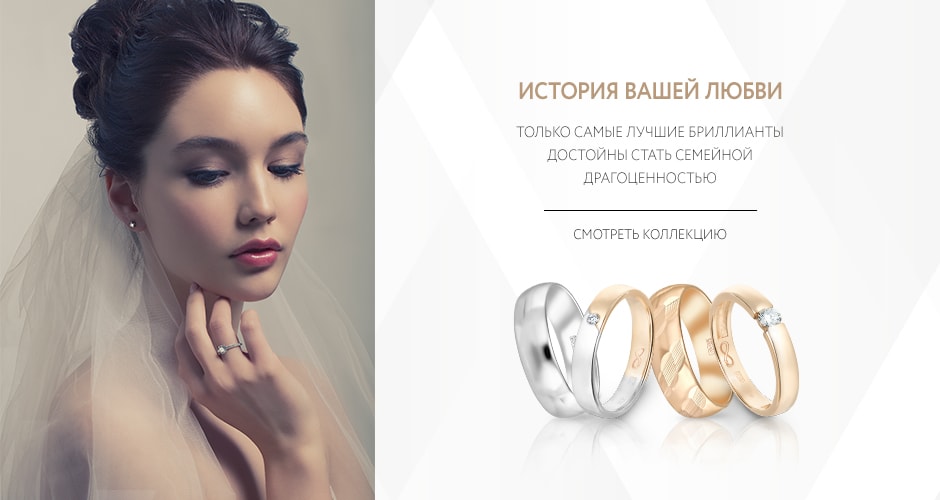 ИСТОРИЯ ВАШЕЙ ЛЮБВИ
ТОЛЬКО САМЫЕ ЛУЧШИЕ БРИЛЛИАНТЫ
ДОСТОЙНЫ СТАТЬ СЕМЕЙНОЙ
ДРАГОЦЕННОСТЬЮ
СМОТРЕТЬ КОЛЛЕКЦИЮ